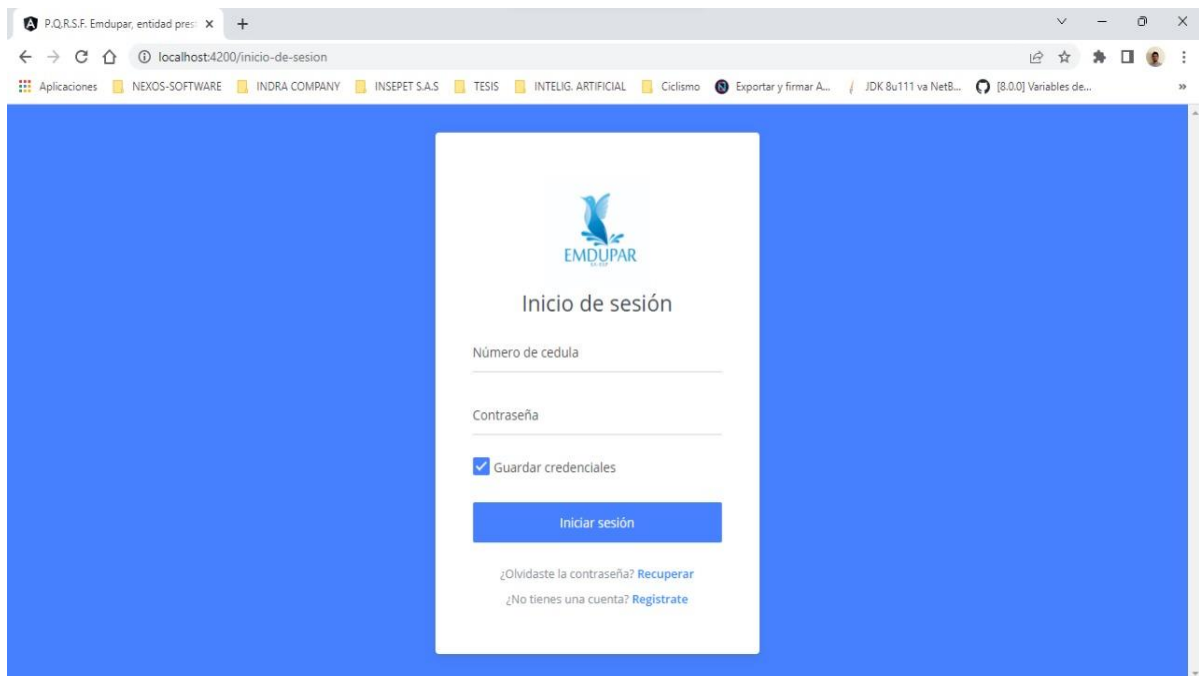 P.Q.R.S.F. Emdupar, entidad pres
localhost:4200/inicio-de-sesion
Aplicaciones NEXOS-SOFTWARE INDRA COMPANY INSEPET S.A.S TESIS INTELIG. ARTIFICIAL Ciclismo Exportar y firmar A... JDK 8u111 va NetB... [8.0.0] Variables de... »
EMDUPAR
Inicio de sesión
Número de cedula
Contraseña
Guardar credenciales
Iniciar sesión
¿Olvidaste la contraseña? Recuperar
¿No tienes una cuenta? Registrate